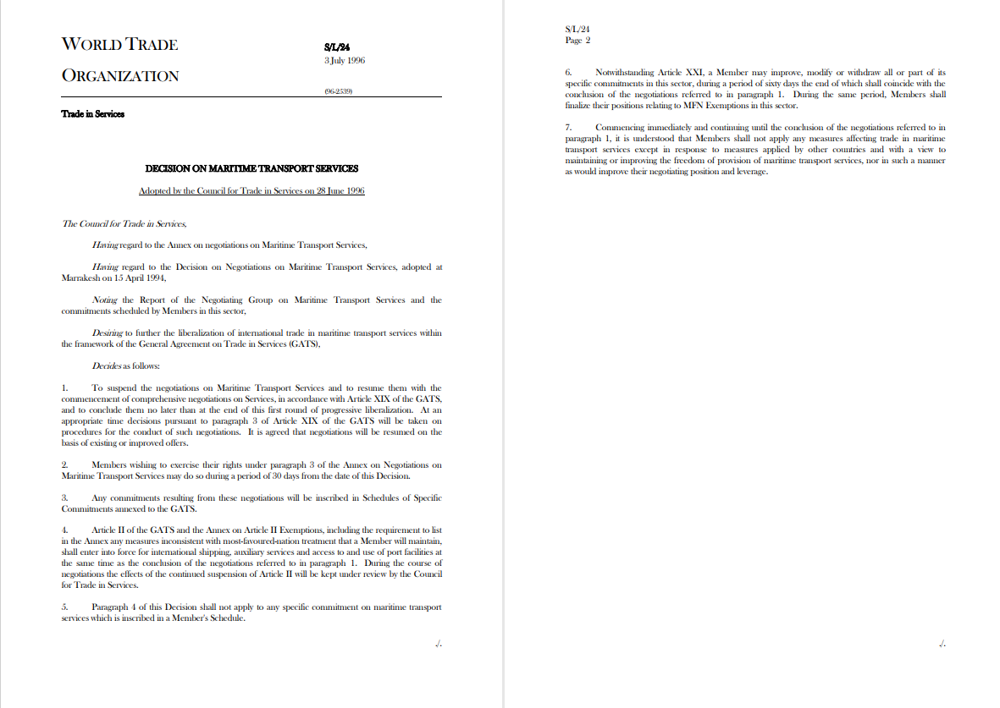 WORLD TRADE
ORGANIZATION
S/L/24
3 July 1996
(96-2539)
Trade in Services
DECISION ON MARITIME TRANSPORT SERVICES
Adopted by the Council for Trade in Services on 28 June 1996
The Council for Trade in Services,
Having regard to the Annex on negotiations on Maritime Transport Services,
Having regard to the Decision on Negotiations on Maritime Transport Services, adopted at
Marrakesh on 15 April 1994,
Noting the Report of the Negotiating Group on Maritime Transport Services and the
commitments scheduled by Members in this sector,
Desiring to further the liberalization of international trade in maritime transport services within
the framework of the General Agreement on Trade in Services (GATS),
Decides as follows:
1. To suspend the negotiations on Maritime Transport Services and to resume them with the
commencement of comprehensive negotiations on Services, in accordance with Article XIX of the GATS,
and to conclude them no later than at the end of this first round of progressive liberalization. At an
appropriate time decisions pursuant to paragraph 3 of Article XIX of the GATS will be taken on
procedures for the conduct of such negotiations. It is agreed that negotiations will be resumed on the
basis of existing or improved offers.
2. Members wishing to exercise their rights under paragraph 3 of the Annex on Negotiations on
Maritime Transport Services may do so during a period of 30 days from the date of this Decision.
3. Any commitments resulting from these negotiations will be inscribed in Schedules of Specific
Commitments annexed to the GATS.
4. Article II of the GATS and the Annex on Article II Exemptions, including the requirement to list
in the Annex any measures inconsistent with most-favoured-nation treatment that a Member will maintain,
shall enter into force for international shipping, auxiliary services and access to and use of port facilities at
the same time as the conclusion of the negotiations referred to in paragraph 1. During the course of
negotiations the effects of the continued suspension of Article II will be kept under review by the Council
for Trade in Services.
5. Paragraph 4 of this Decision shall not apply to any specific commitment on maritime transport
services which is inscribed in a Member's Schedule.
./.
S/L/24
Page 2
6. Notwithstanding Article XXI, a Member may improve, modify or withdraw all or part of its
specific commitments in this sector, during a period of sixty days the end of which shall coincide with the
conclusion of the negotiations referred to in paragraph 1. During the same period, Members shall
finalize their positions relating to MFN Exemptions in this sector.
7. Commencing immediately and continuing until the conclusion of the negotiations referred to in
paragraph 1, it is understood that Members shall not apply any measures affecting trade in maritime
transport services except in response to measures applied by other countries and with a view to
maintaining or improving the freedom of provision of maritime transport services, nor in such a manner
as would improve their negotiating position and leverage.
./.